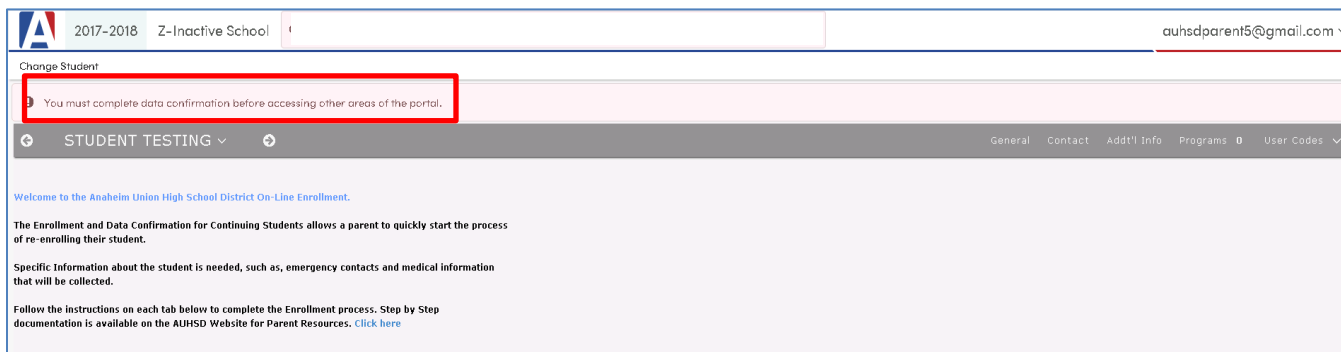 2017-2018 Z-Inactive School auhsdparent5@gmail.com
Change Student
You must complete data confirmation before accessing other areas of the portal.
STUDENT TESTING General Contact Addt'l Info Programs 0 User Codes
Welcome to the Anaheim Union High School District On-Line Enrollment.
The Enrollment and Data Confirmation for Continuing Students allows a parent to quickly start the process
of re-enrolling their student.
Specific Information about the student is needed, such as, emergency contacts and medical information
that will be collected.
Follow the instructions on each tab below to complete the Enrollment process. Step by Step
documentation is available on the AUHSD Website for Parent Resources. Click here